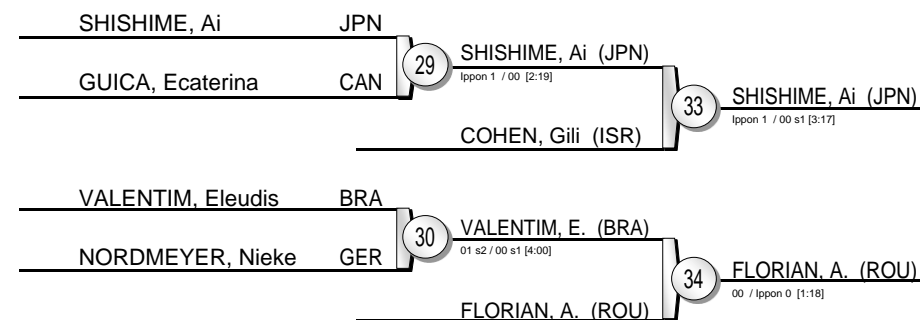 SHISHIME, Ai JPN
29
SHISHIME, Ai (JPN)
Ippon 1 / 00 [2:19]
GUICA, Ecaterina CAN
33
SHISHIME, Ai (JPN)
Ippon 1 / 00 s1 [3:17]
COHEN, Gili (ISR)
VALENTIM, Eleudis BRA
30
VALENTIM, E. (BRA)
01 s2 / 00 s1 [4:00]
NORDMEYER, Nieke GER
34
FLORIAN, A. (ROU)
00 / Ippon 0 [1:18]
FLORIAN, A. (ROU)